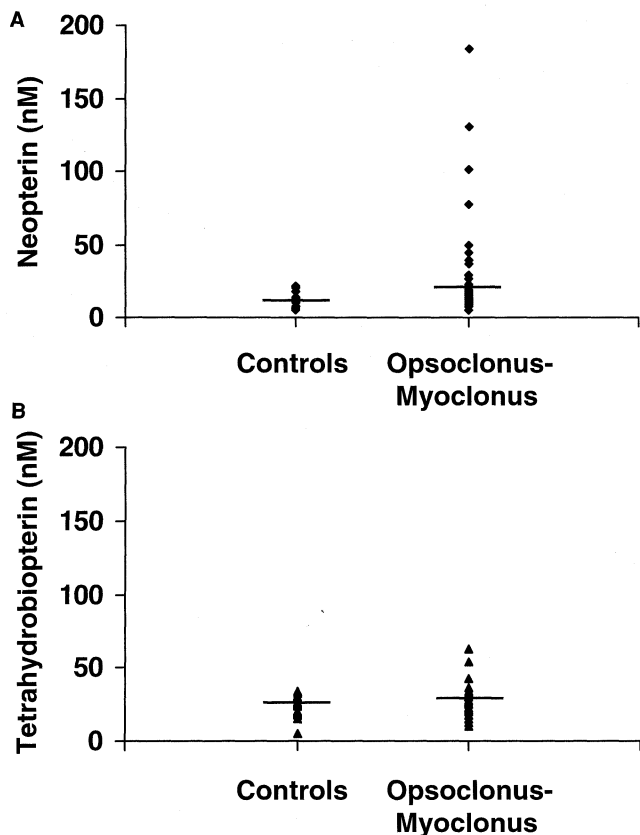 A
Neopterin (nM)
200
150
100
50
0
Controls
Opsoclonus-
Myoclonus
B
Tetrahydrobiopterin (nM)
200
150
100
50
0
Controls
Opsoclonus-
Myoclonus